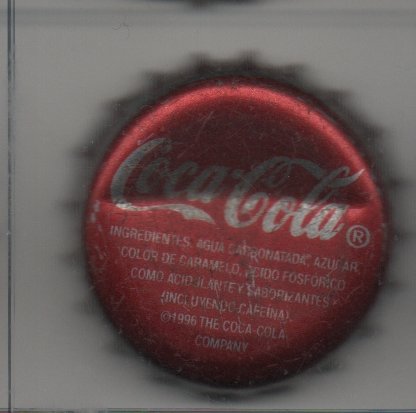 Coca-Cola ®
INGREDIENTES, AGUA CARBONATADA, AZUCAR,
COLOR DE CARAMELO, ACIDO FOSFORICO
COMO ACIDULANTE Y SABORIZANTES
(INCLUYENDO CAFEINA).
©1996 THE COCA-COLA
COMPANY